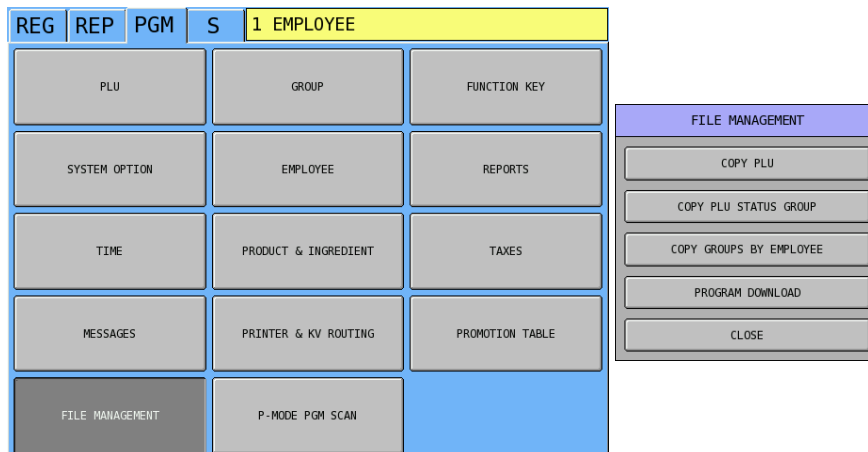 REG REP PGM S 1 EMPLOYEE
PLU GROUP FUNCTION KEY
SYSTEM OPTION EMPLOYEE REPORTS
TIME PRODUCT & INGREDIENT TAXES
MESSAGES PRINTER & KV ROUTING PROMOTION TABLE
FILE MANAGEMENT P-MODE PGM SCAN
FILE MANAGEMENT
COPY PLU
COPY PLU STATUS GROUP
COPY GROUPS BY EMPLOYEE
PROGRAM DOWNLOAD
CLOSE